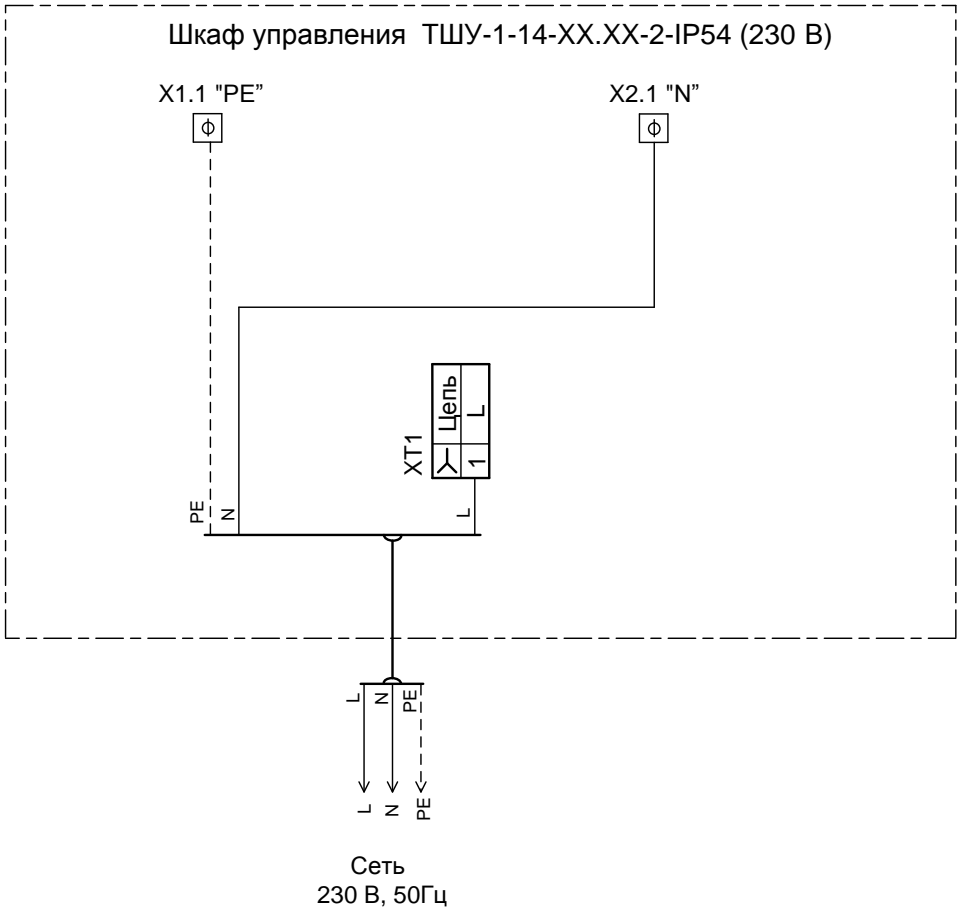 Шкаф управления ТШУ-1-14-XX.XX-2-IP54 (230 В)
X1.1 "PE”
X2.1 "N”
XT1
Цепь
1
L
PE
N
L
L
N
PE
L
N
PE
Сеть
230 В, 50Гц